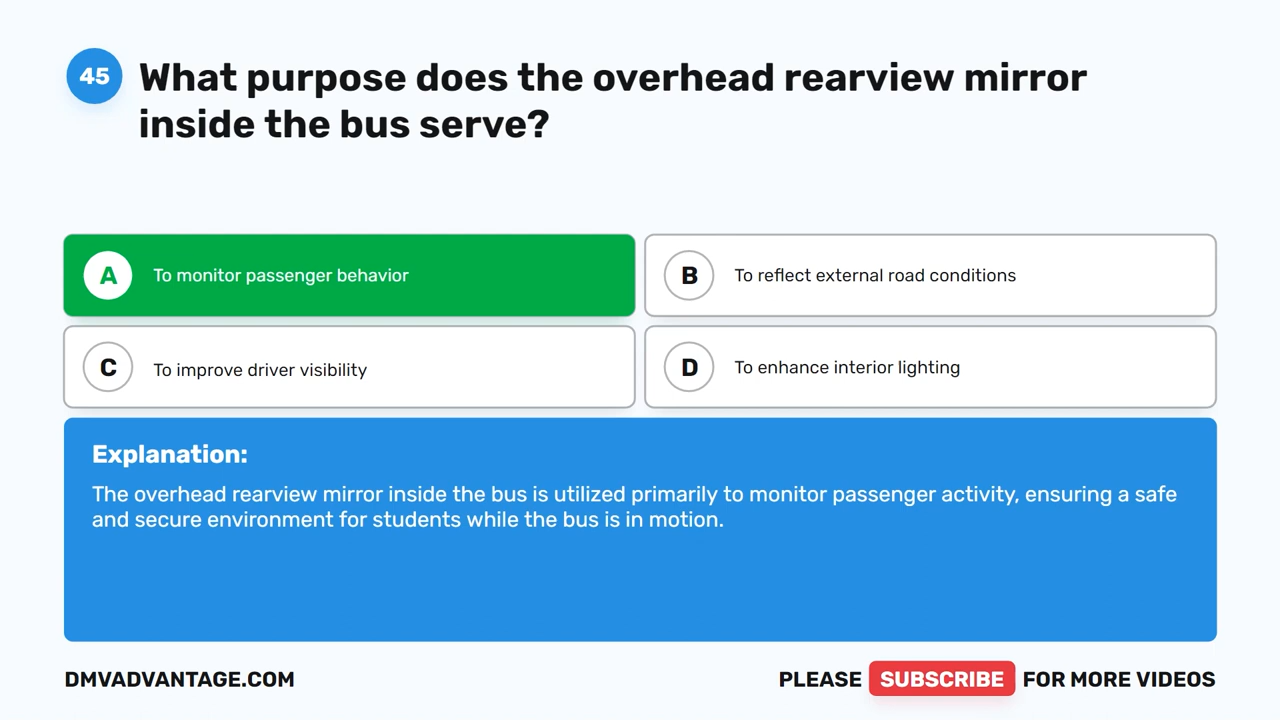 45
What purpose does the overhead rearview mirror
inside the bus serve?
A
To monitor passenger behavior
B
To reflect external road conditions
C
To improve driver visibility
D
To enhance interior lighting
Explanation:
The overhead rearview mirror inside the bus is utilized primarily to monitor passenger activity, ensuring a safe
and secure environment for students while the bus is in motion.
DMVADVANTAGE.COM
PLEASE SUBSCRIBE FOR MORE VIDEOS